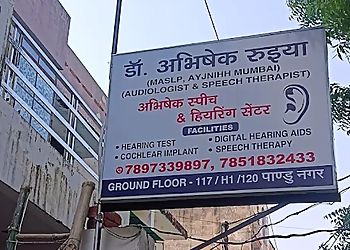 डॉ. अभिषेक रुइया
(MASLP, AYJNIHH MUMBAI)
(AUDIOLOGIST & SPEECH THERAPIST)
अभिषेक स्पीच
& हियरिंग सेंटर
FACILITIES
• HEARING TEST • DIGITAL HEARING AIDS
• COCHLEAR IMPLANT • SPEECH THERAPY
7897339897, 7851832433
GROUND FLOOR - 117 / H1 /120 पाण्डु नगर